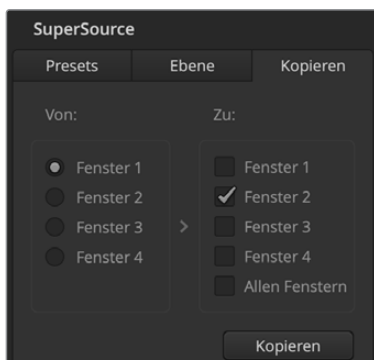 SuperSource
Presets Ebene Kopieren
Von: Zu:
Fenster 1 Fenster 1
Fenster 2 Fenster 2
Fenster 3 > Fenster 3
Fenster 4 Fenster 4
Allen Fenstern
Kopieren